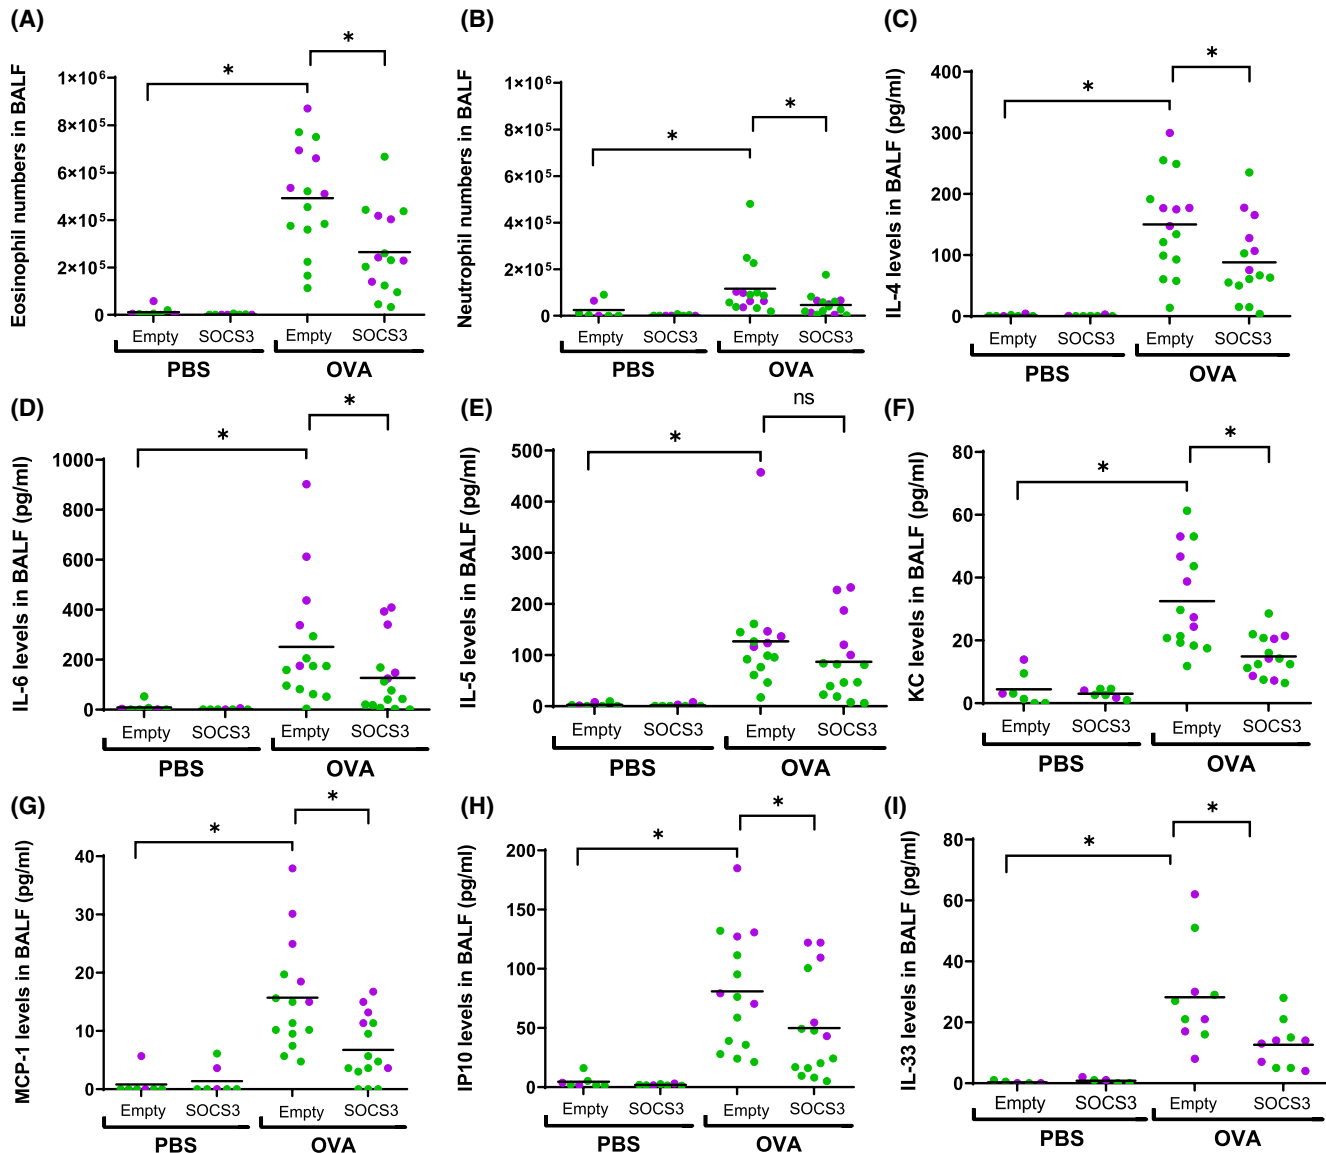 (A)
Eosinophil numbers in BALF
1×10⁶
8×10⁵
6×10⁵
4×10⁵
2×10⁵
0
*
*
Empty
SOCS3
Empty
SOCS3
PBS
OVA
(B)
Neutrophil numbers in BALF
1×10⁶
8×10⁵
6×10⁵
4×10⁵
2×10⁵
0
*
*
Empty
SOCS3
Empty
SOCS3
PBS
OVA
(C)
IL-4 levels in BALF (pg/ml)
400
300
200
100
0
*
*
Empty
SOCS3
Empty
SOCS3
PBS
OVA
(D)
IL-6 levels in BALF (pg/ml)
1000
800
600
400
200
0
*
*
Empty
SOCS3
Empty
SOCS3
PBS
OVA
(E)
IL-5 levels in BALF (pg/ml)
500
400
300
200
100
0
*
ns
Empty
SOCS3
Empty
SOCS3
PBS
OVA
(F)
KC levels in BALF (pg/ml)
80
60
40
20
0
*
*
Empty
SOCS3
Empty
SOCS3
PBS
OVA
(G)
MCP-1 levels in BALF (pg/ml)
40
30
20
10
0
*
*
Empty
SOCS3
Empty
SOCS3
PBS
OVA
(H)
IP10 levels in BALF (pg/ml)
200
150
100
50
0
*
*
Empty
SOCS3
Empty
SOCS3
PBS
OVA
(I)
IL-33 levels in BALF (pg/ml)
80
60
40
20
0
*
*
Empty
SOCS3
Empty
SOCS3
PBS
OVA